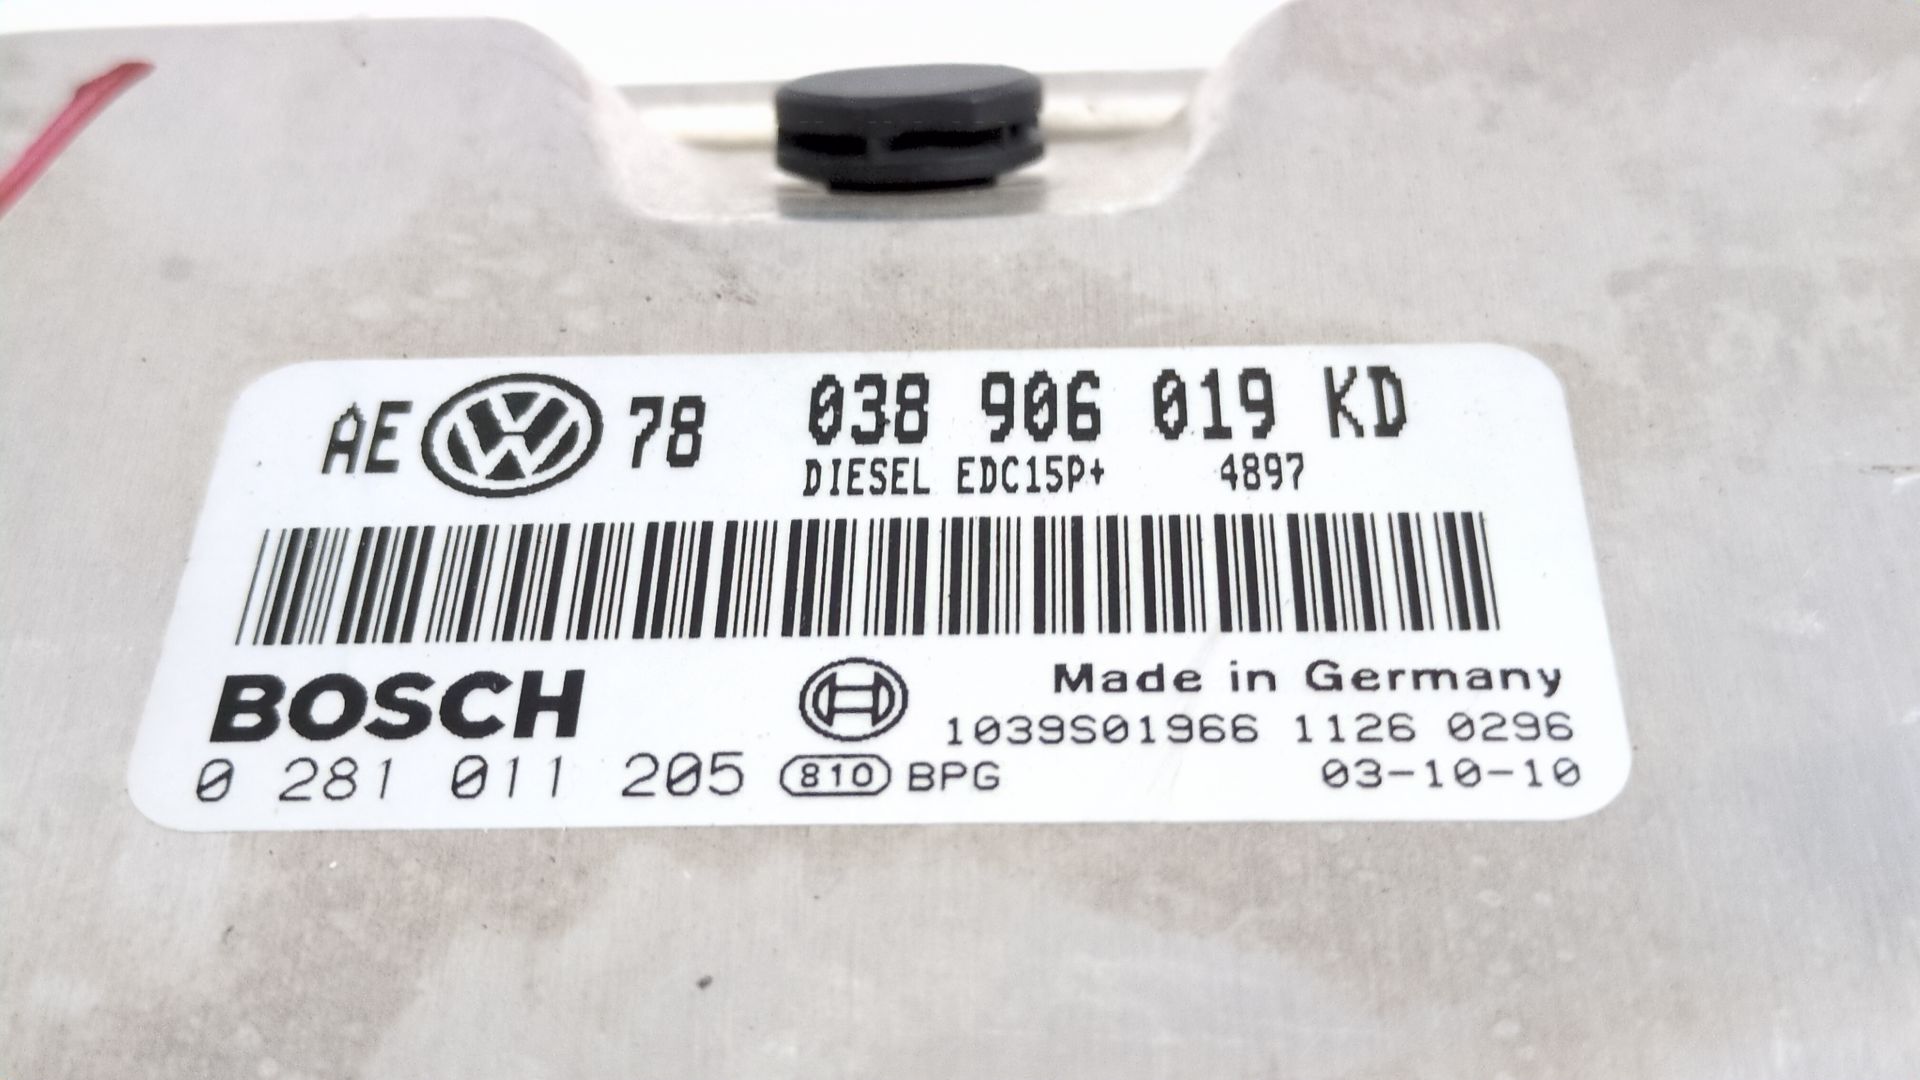 AE VW 78 038 906 019 KD
DIESEL EDC15P+ 4897
BOSCH
Made in Germany
1039S01966 1126 0296
0 281 011 205 810 BPG 03-10-10